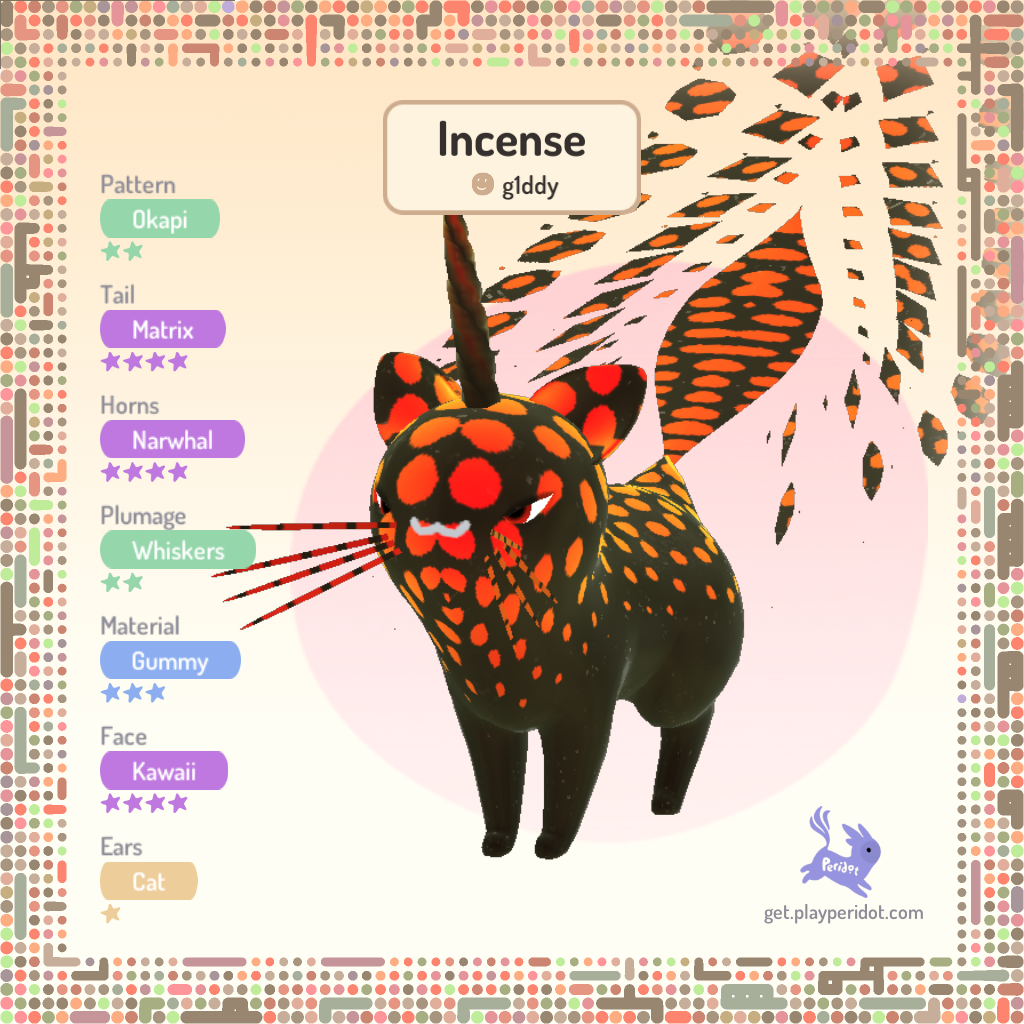 Incense
g1ddy
Pattern
Okapi
Tail
Matrix
Horns
Narwhal
Plumage
Whiskers
Material
Gummy
Face
Kawaii
Ears
Cat
Peridot
get.playperidot.com